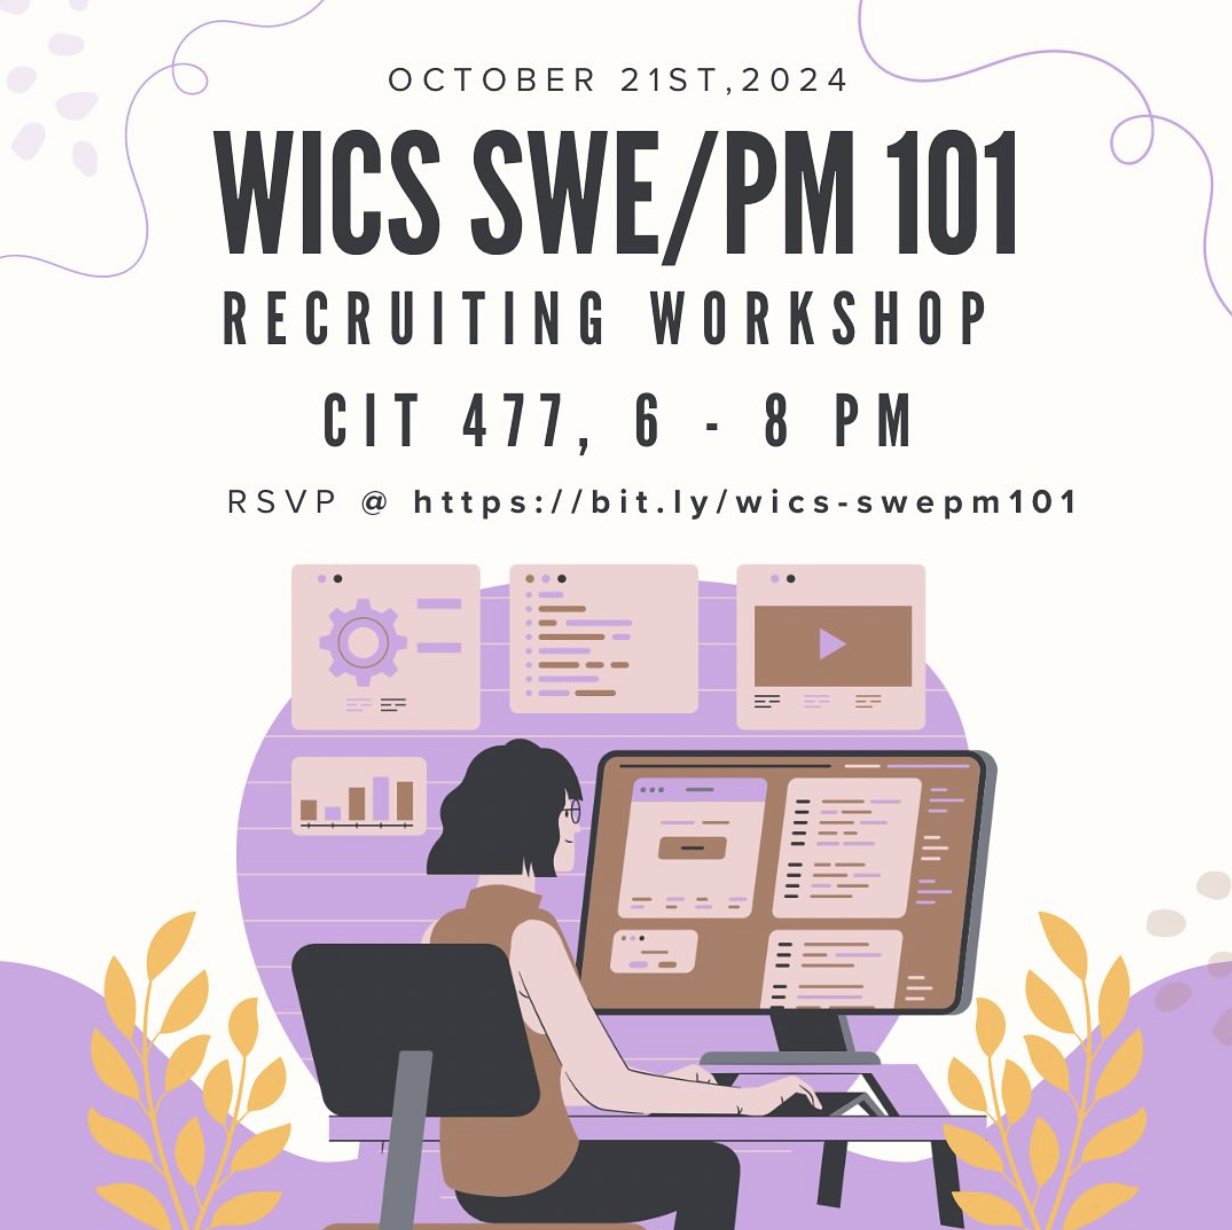 OCTOBER 21ST,2024
WICS SWE/PM 101
RECRUITING WORKSHOP
CIT 477, 6 - 8 PM
RSVP @ https://bit.ly/wics-swepm101